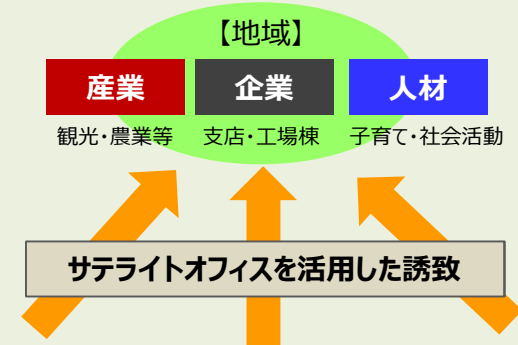 【地域】
産業 企業 人材
観光・農業等 支店・工場棟 子育て・社会活動
サテライトオフィスを活用した誘致